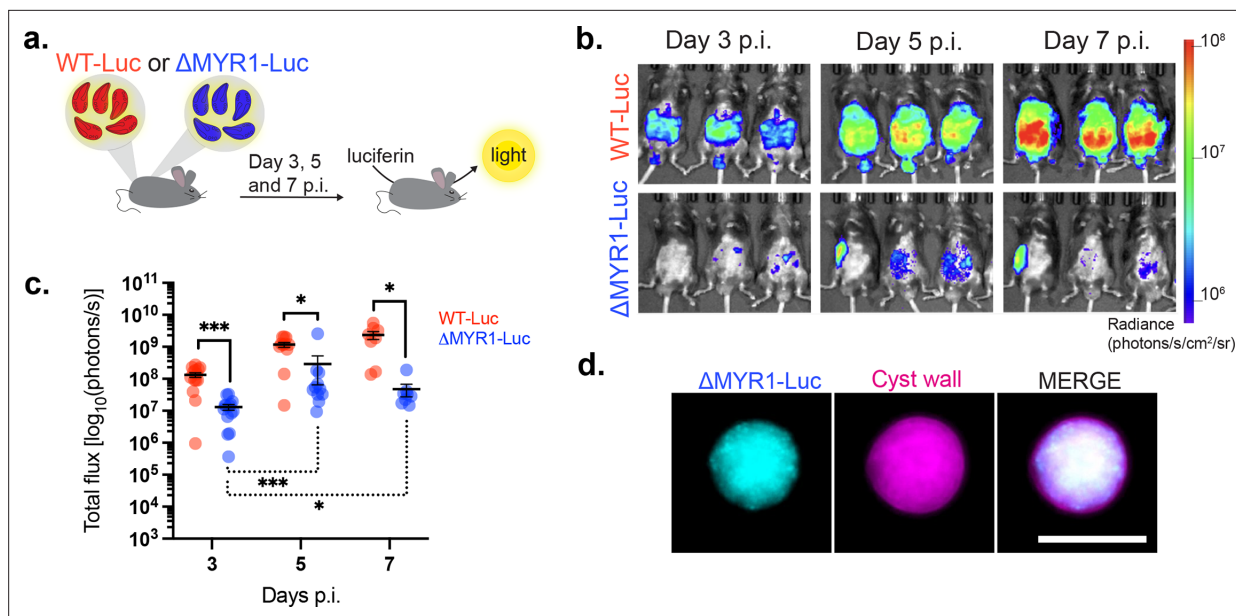 a.
WT-Luc or ΔMYR1-Luc
Day 3, 5
and 7 p.i.
luciferin
light
b.
Day 3 p.i.
Day 5 p.i.
Day 7 p.i.
WT-Luc
ΔMYR1-Luc
10⁸
10⁷
10⁶
Radiance
(photons/s/cm²/sr)
c.
Total flux [log₁₀(photons/s)]
10¹¹
10¹⁰
10⁹
10⁸
10⁷
10⁶
10⁵
10⁴
10³
***
*
*
***
*
WT-Luc
ΔMYR1-Luc
3
5
7
Days p.i.
d.
ΔMYR1-Luc
Cyst wall
MERGE